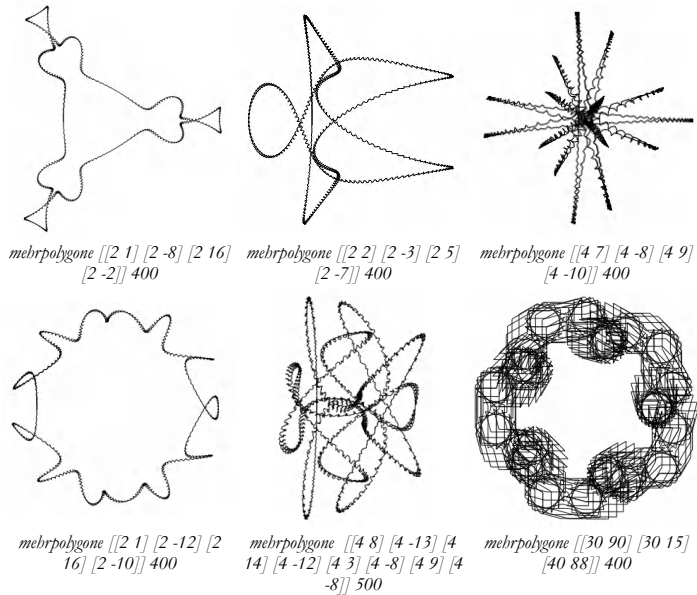 mehrpolygone [[2 1] [2 -8] [2 16]
[2 -2]] 400
mehrpolygone [[2 2] [2 -3] [2 5]
[2 -7]] 400
mehrpolygone [[4 7] [4 -8] [4 9]
[4 -10]] 400
mehrpolygone [[2 1] [2 -12] [2
16] [2 -10]] 400
mehrpolygone [[4 8] [4 -13] [4
14] [4 -12] [4 3] [4 -8] [4 9] [4
-8]] 500
mehrpolygone [[30 90] [30 15]
[40 88]] 400